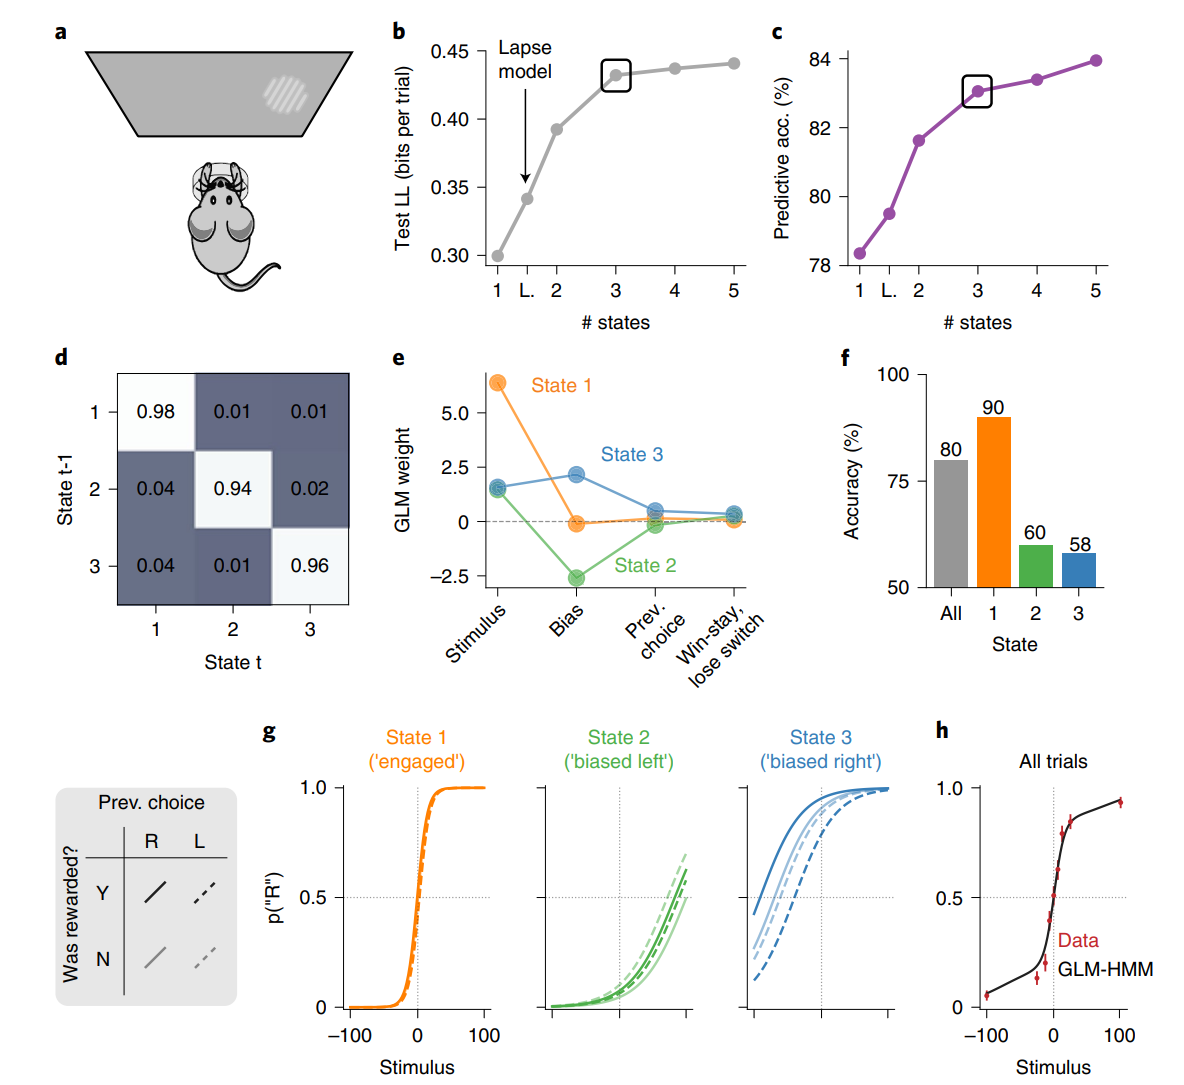 a
b
Test LL (bits per trial)
0.45
0.40
0.35
0.30
Lapse
model
1 L. 2 3 4 5
# states
c
Predictive acc. (%)
84
82
80
78
1 L. 2 3 4 5
# states
d
State t-1
1 0.98 0.01 0.01
2 0.04 0.94 0.02
3 0.04 0.01 0.96
1 2 3
State t
e
GLM weight
5.0
2.5
0
−2.5
State 1
State 3
State 2
Stimulus
Bias
Prev.
choice
Win-stay,
lose switch
f
Accuracy (%)
100
75
50
80
90
60
58
All 1 2 3
State
Prev. choice
R L
Was rewarded?
Y
N
g
State 1
('engaged')
State 2
('biased left')
State 3
('biased right')
p("R")
1.0
0.5
0
−100 0 100
Stimulus
h
All trials
1.0
0.5
0
Data
GLM-HMM
−100 0 100
Stimulus